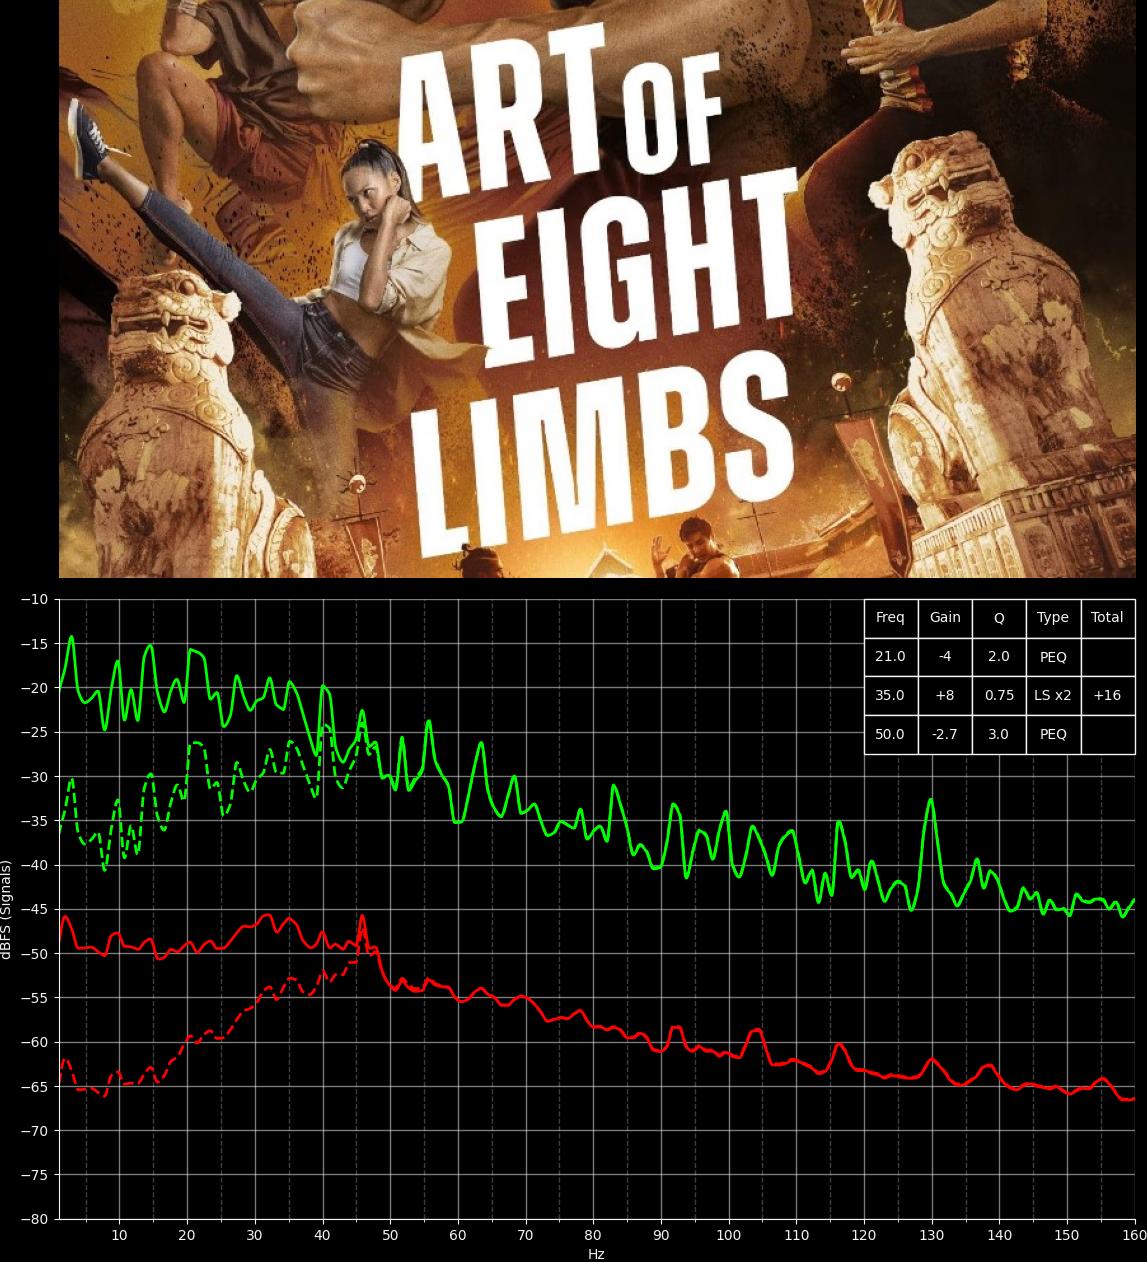 ART OF
EIGHT
LIMBS
Freq Gain Q Type Total
21.0 -4 2.0 PEQ
35.0 +8 0.75 LS x2 +16
50.0 -2.7 3.0 PEQ
dBFS (Signals)
−10
−15
−20
−25
−30
−35
−40
−45
−50
−55
−60
−65
−70
−75
−80
10 20 30 40 50 60 70 80 90 100 110 120 130 140 150 160
Hz